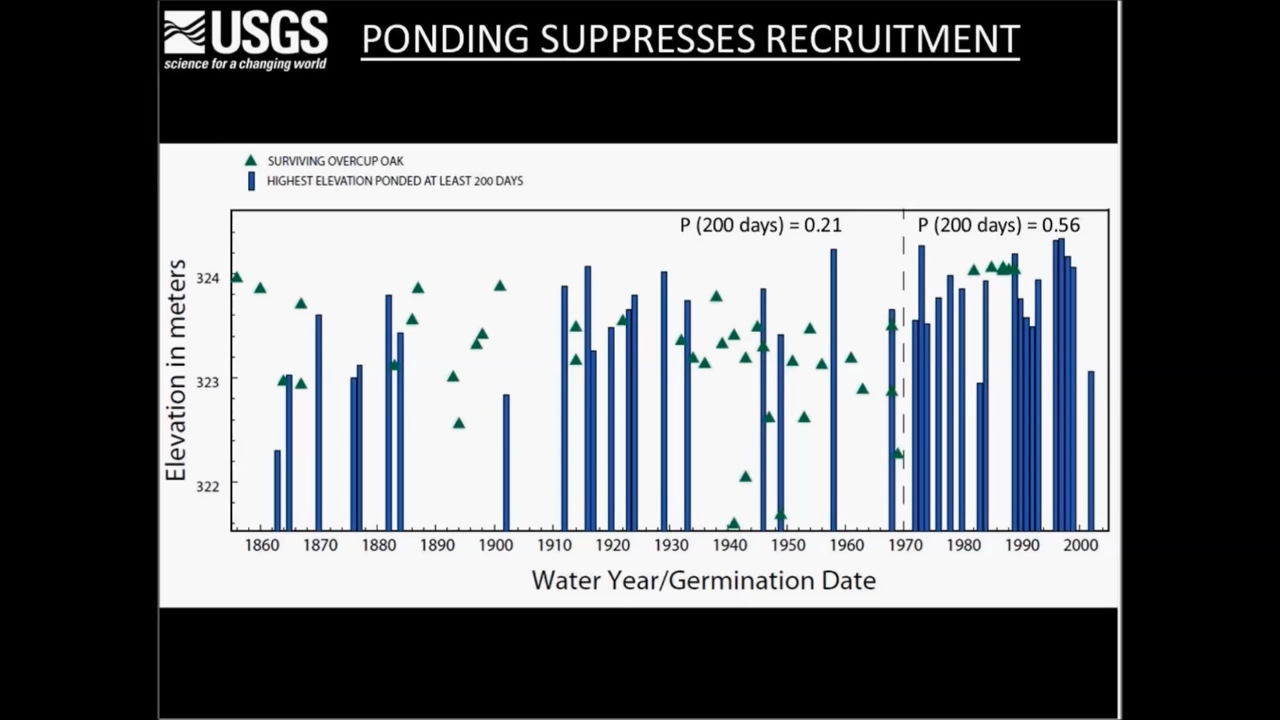 USGS
science for a changing world
PONDING SUPPRESSES RECRUITMENT
SURVIVING OVERCUP OAK
HIGHEST ELEVATION PONDED AT LEAST 200 DAYS
P (200 days) = 0.21
P (200 days) = 0.56
Elevation in meters
324
323
322
1860 1870 1880 1890 1900 1910 1920 1930 1940 1950 1960 1970 1980 1990 2000
Water Year/Germination Date